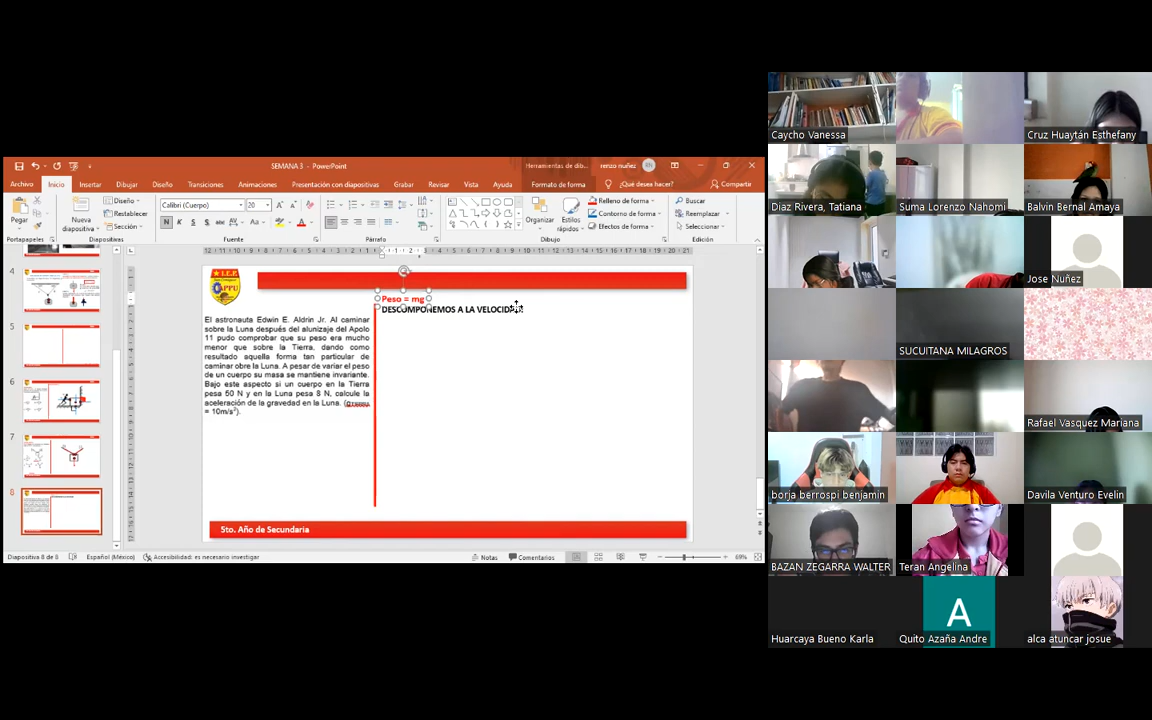 SEMANA 3 - PowerPoint
Herramientas de dib...
renzo nuñez
RN
Archivo
Inicio
Insertar
Dibujar
Diseño
Transiciones
Animaciones
Presentación con diapositivas
Grabar
Revisar
Vista
Ayuda
Formato de forma
¿Qué desea hacer?
Compartir
Pegar
Nueva
diapositiva
Diseño
Restablecer
Sección
Calibri (Cuerpo)
20
N K S S
Aa
Organizar
Estilos
rápidos
Relleno de forma
Contorno de forma
Efectos de forma
Buscar
Reemplazar
Seleccionar
Portapapeles
Diapositivas
Fuente
Párrafo
Dibujo
Edición
4
5
6
7
8
I.E.P.
APPU
Peso = mg
DESCOMPONEMOS A LA VELOCIDAD:
El astronauta Edwin E. Aldrin Jr. Al caminar
sobre la Luna después del alunizaje del Apolo
11 pudo comprobar que su peso era mucho
menor que sobre la Tierra, dando como
resultado aquella forma tan particular de
caminar obre la Luna. A pesar de variar el peso
de un cuerpo su masa se mantiene invariante.
Bajo este aspecto si un cuerpo en la Tierra
pesa 50 N y en la Luna pesa 8 N, calcule la
aceleración de la gravedad en la Luna.
= 10m/s²).
5to. Año de Secundaria
Diapositiva 8 de 8
Español (México)
Accesibilidad: es necesario investigar
Notas
Comentarios
69%
Caycho Vanessa
Cruz Huaytán Esthefany
Diaz Rivera, Tatiana
Suma Lorenzo Nahomi
Balvin Bernal Amaya
Jose Nuñez
SUCUITANA MILAGROS
Rafael Vasquez Mariana
borja berrospi benjamin
Davila Venturo Evelin
BAZAN ZEGARRA WALTER
Teran Angelina
Huarcaya Bueno Karla
A
Quito Azaña Andre
alca atuncar josue